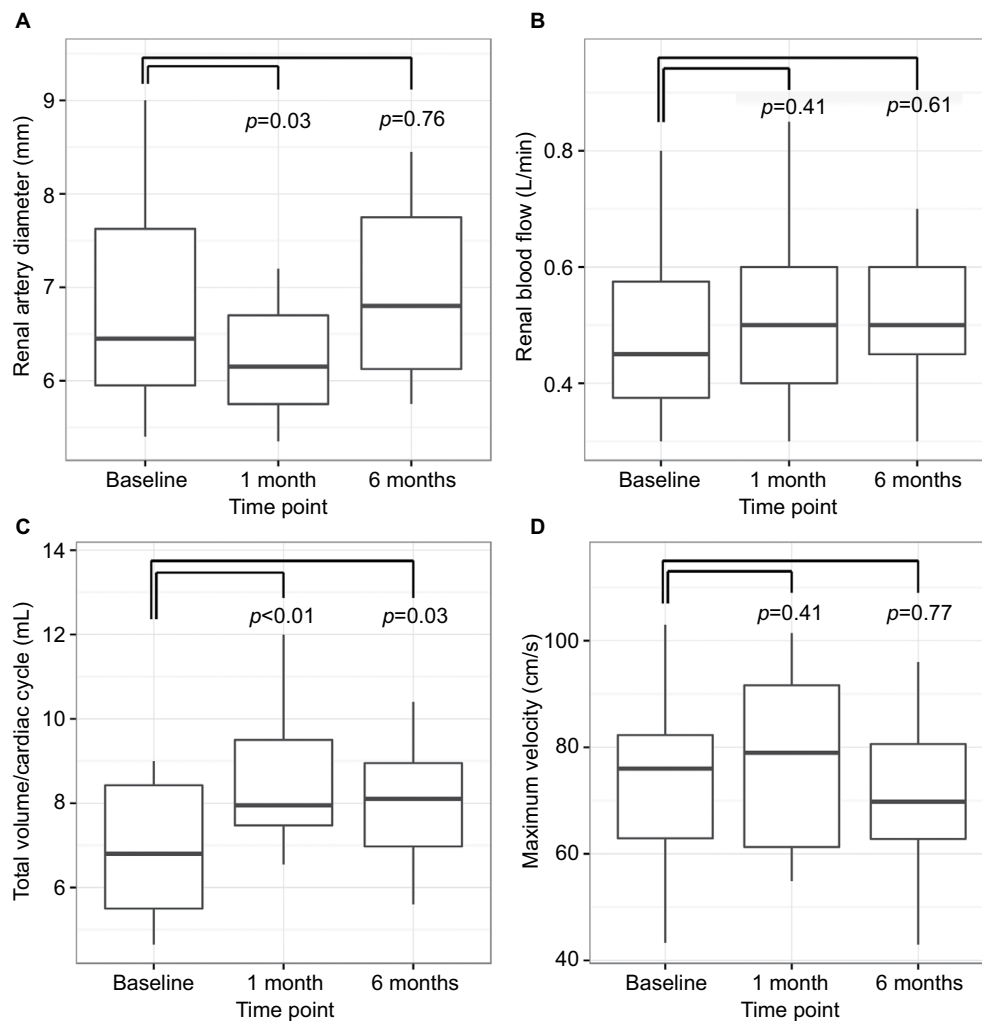 A
Renal artery diameter (mm)
9
8
7
6
p=0.03
p=0.76
Baseline
1 month
6 months
Time point
B
Renal blood flow (L/min)
0.8
0.6
0.4
p=0.41
p=0.61
Baseline
1 month
6 months
Time point
C
Total volume/cardiac cycle (mL)
14
12
10
8
6
p<0.01
p=0.03
Baseline
1 month
6 months
Time point
D
Maximum velocity (cm/s)
100
80
60
40
p=0.41
p=0.77
Baseline
1 month
6 months
Time point